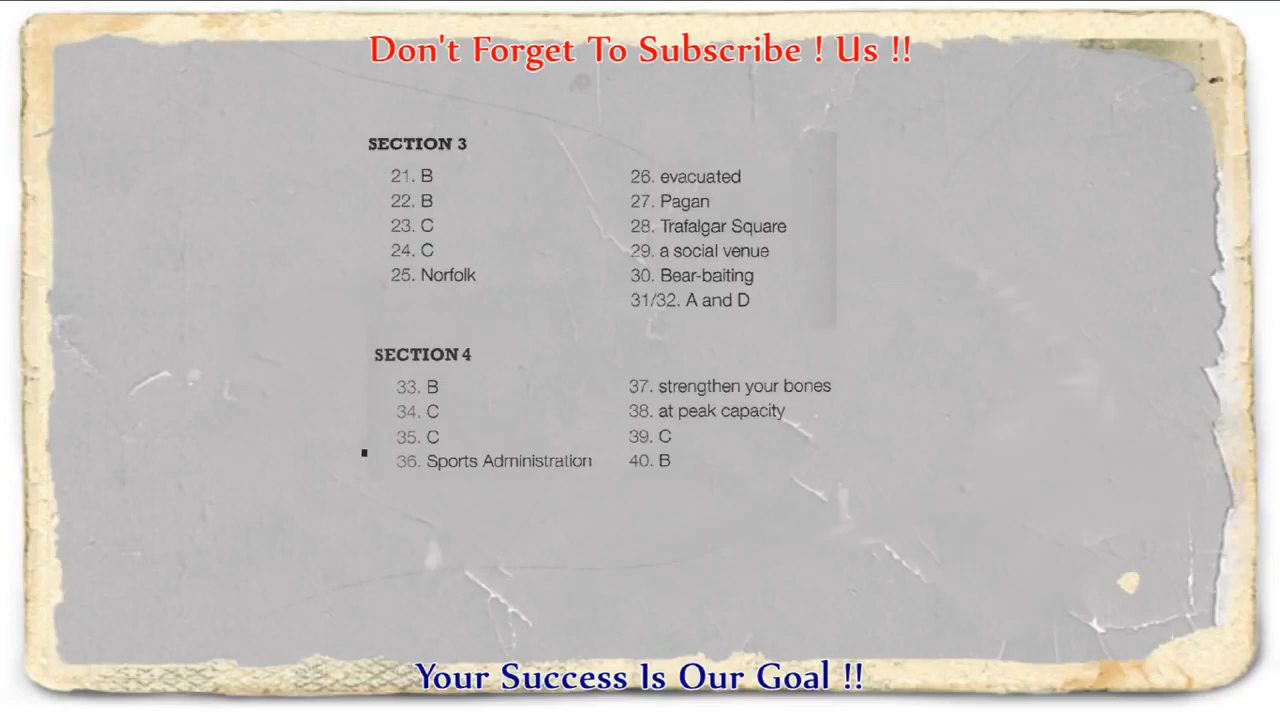 Don't Forget To Subscribe ! Us !!
SECTION 3
21. B
22. B
23. C
24. C
25. Norfolk
26. evacuated
27. Pagan
28. Trafalgar Square
29. a social venue
30. Bear-baiting
31/32. A and D
SECTION 4
33. B
34. C
35. C
36. Sports Administration
37. strengthen your bones
38. at peak capacity
39. C
40. B
Your Success Is Our Goal !!